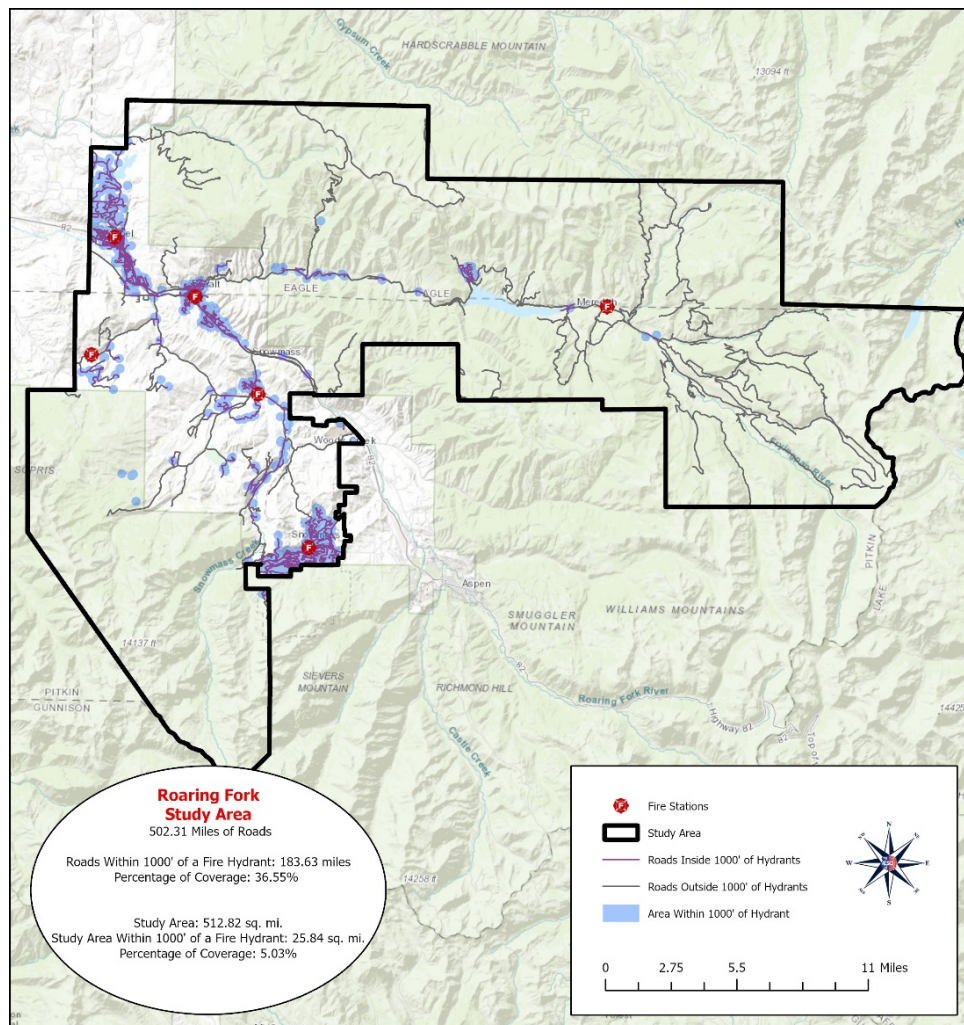 Gypsum Creek
HARDSCRABBLE MOUNTAIN
13094 ft
82
EAGLE
Meredith
Woody Creek
82
Fryingpan River
SOPRIS
Snowmass Creek
Aspen
PITKIN
LAKE
SMUGGLER
MOUNTAIN
WILLIAMS MOUNTAINS
14137 ft
SIEVERS
MOUNTAIN
RICHMOND HILL
82
Roaring Fork River
Highway 82
82
PITKIN
GUNNISON
Castle Creek
14258 ft
Roaring Fork
Study Area
502.31 Miles of Roads
Roads Within 1000' of a Fire Hydrant: 183.63 miles
Percentage of Coverage: 36.55%
Study Area: 512.82 sq. mi.
Study Area Within 1000' of a Fire Hydrant: 25.84 sq. mi.
Percentage of Coverage: 5.03%
F Fire Stations
Study Area
Roads Inside 1000' of Hydrants
Roads Outside 1000' of Hydrants
Area Within 1000' of Hydrant
N
W E
S
0 2.75 5.5 11 Miles